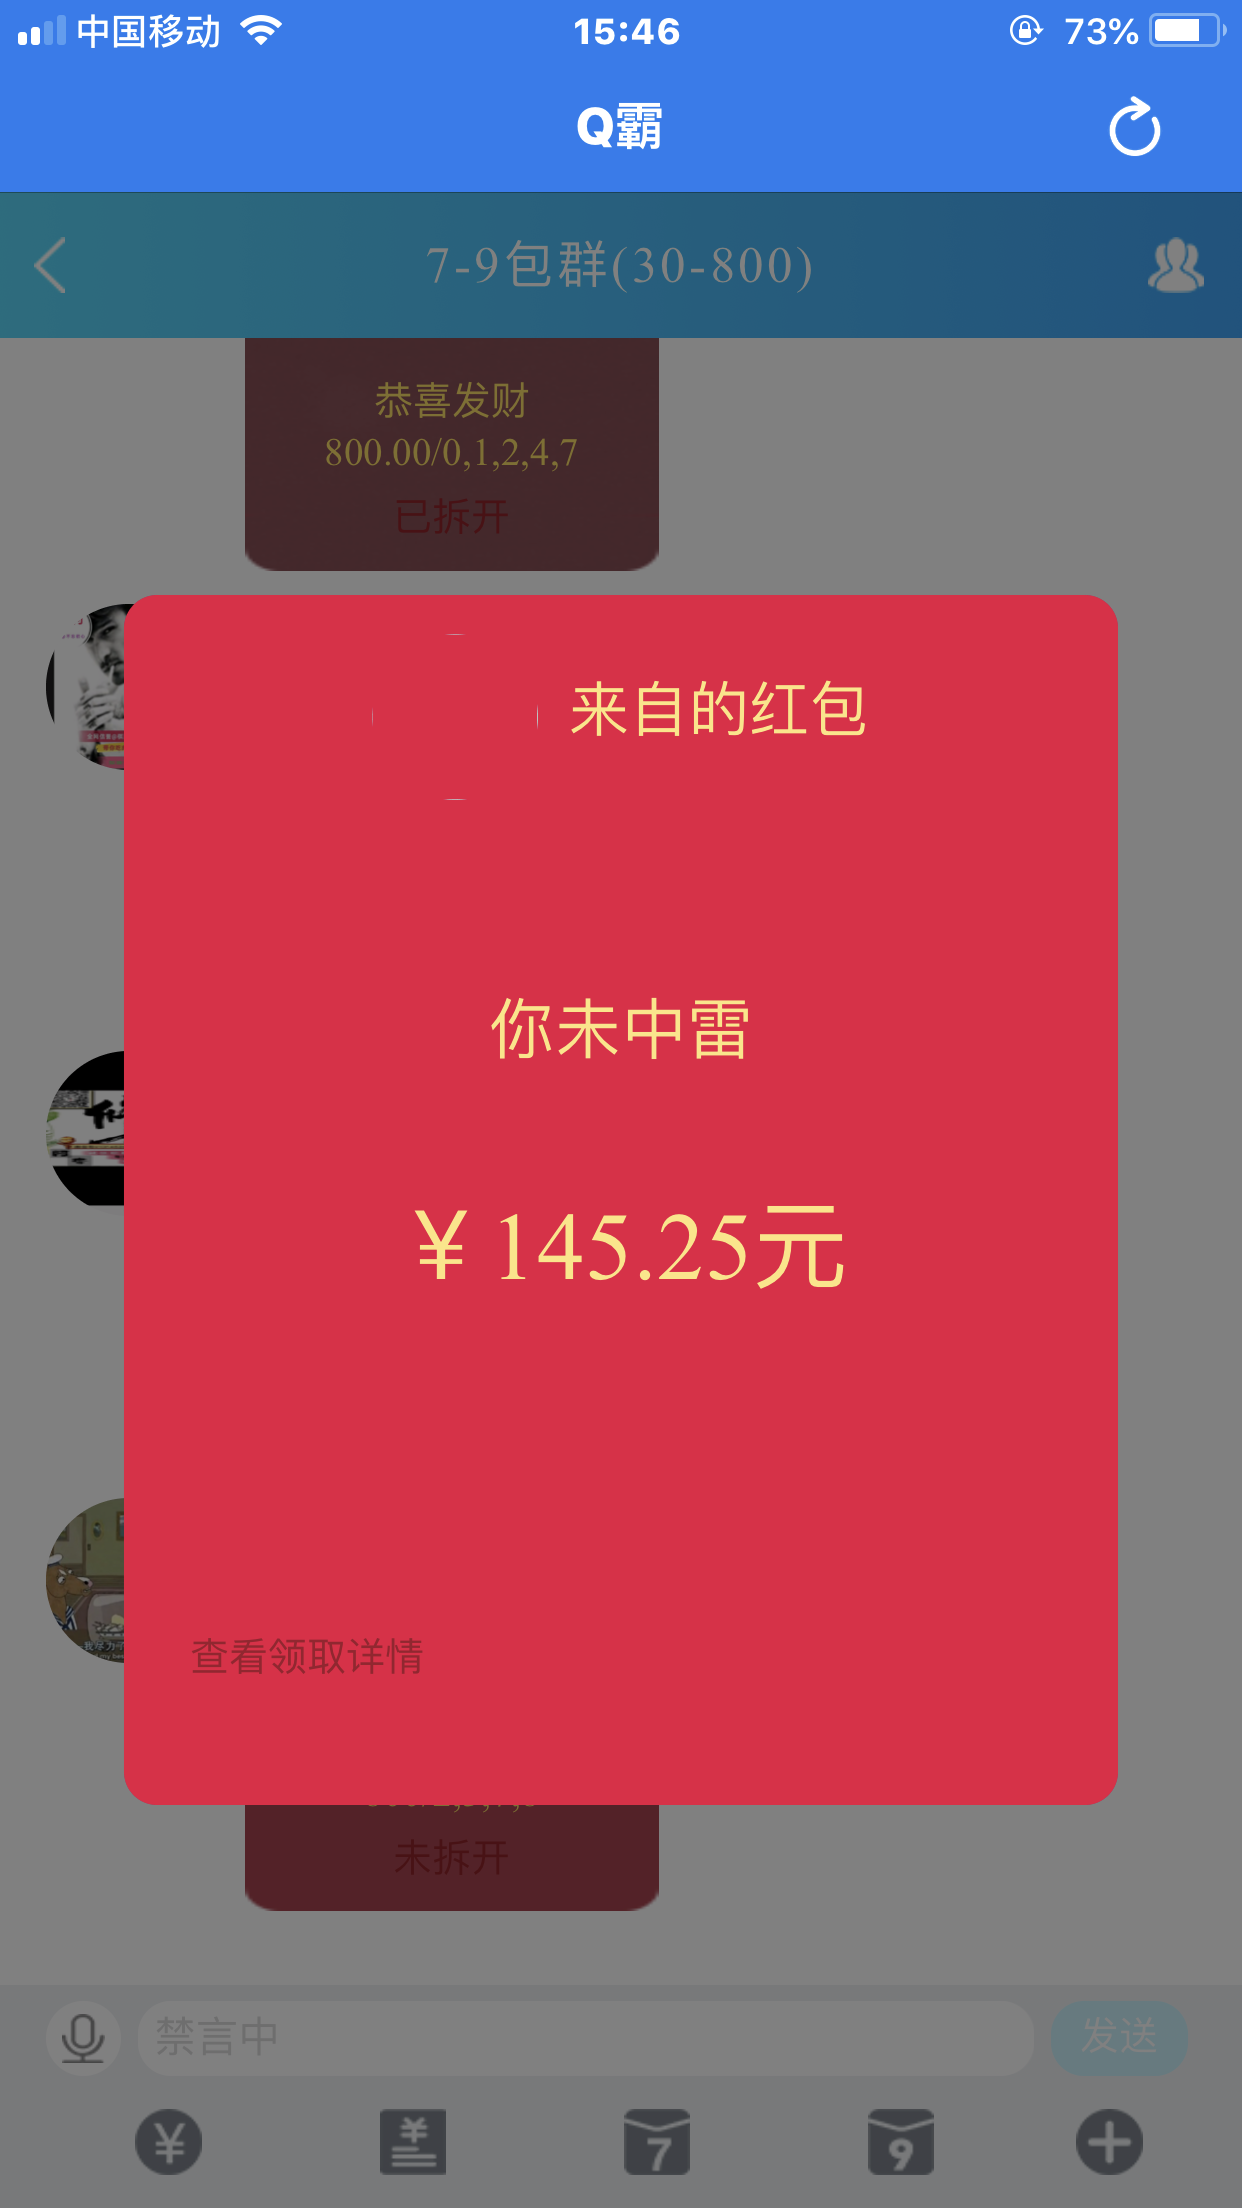 中国移动
15:46
73%
Q霸
7-9包群(30-800)
恭喜发财
800.00/0,1,2,4,7
已拆开
来自的红包
你未中雷
￥145.25元
查看领取详情
未拆开
禁言中
发送
¥
¥
7
9